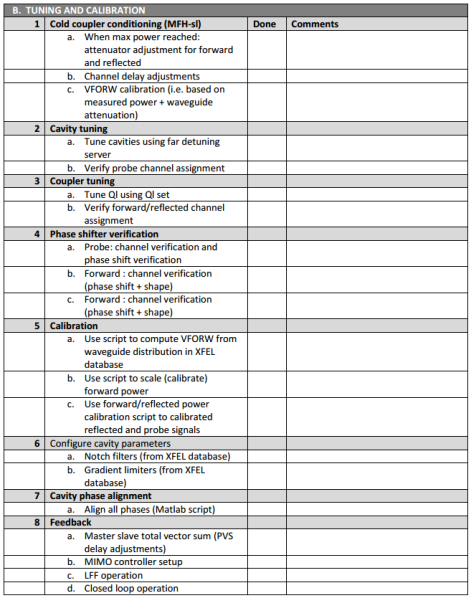 B. TUNING AND CALIBRATION
1 Cold coupler conditioning (MFH-sl) Done Comments
a. When max power reached:
attenuator adjustment for forward
and reflected
b. Channel delay adjustments
c. VFORW calibration (i.e. based on
measured power + waveguide
attenuation)
2 Cavity tuning
a. Tune cavities using far detuning
server
b. Verify probe channel assignment
3 Coupler tuning
a. Tune Ql using Ql set
b. Verify forward/reflected channel
assignment
4 Phase shifter verification
a. Probe: channel verification and
phase shift verification
b. Forward : channel verification
(phase shift + shape)
c. Forward : channel verification
(phase shift + shape)
5 Calibration
a. Use script to compute VFORW from
waveguide distribution in XFEL
database
b. Use script to scale (calibrate)
forward power
c. Use forward/reflected power
calibration script to calibrated
reflected and probe signals
6 Configure cavity parameters
a. Notch filters (from XFEL database)
b. Gradient limiters (from XFEL
database)
7 Cavity phase alignment
a. Align all phases (Matlab script)
8 Feedback
a. Master slave total vector sum (PVS
delay adjustments)
b. MIMO controller setup
c. LFF operation
d. Closed loop operation